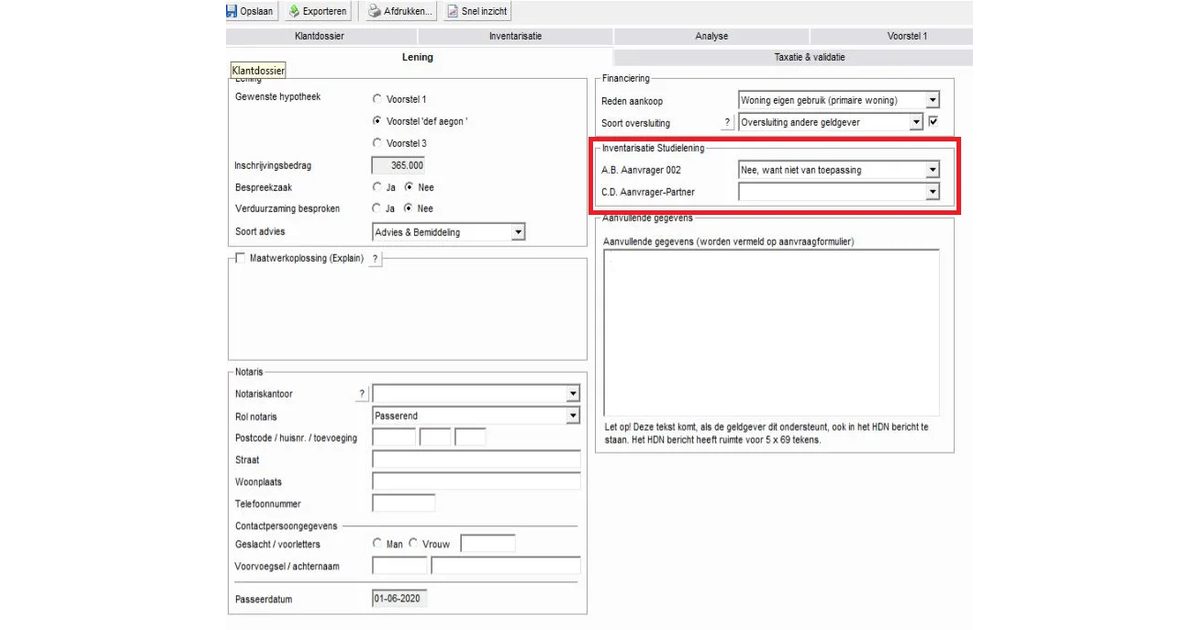 Opslaan Exporteren Afdrukken... Snel inzicht
Klantdossier Inventarisatie Analyse Voorstel 1
Lening Taxatie & validatie
Klantdossier
Lening
Gewenste hypotheek
Voorstel 1
Voorstel 'def aegon '
Voorstel 3
Inschrijvingsbedrag 365.000
Bespreekzaak Ja Nee
Verduurzaming besproken Ja Nee
Soort advies Advies & Bemiddeling
Maatwerkoplossing (Explain) ?
Notaris
Notariskantoor ?
Rol notaris Passerend
Postcode / huisnr. / toevoeging
Straat
Woonplaats
Telefoonnummer
Contactpersoongegevens
Geslacht / voorletters Man Vrouw
Voorvoegsel / achternaam
Passeerdatum 01-06-2020
Financiering
Reden aankoop Woning eigen gebruik (primaire woning)
Soort oversluiting ? Oversluiting andere geldgever
Inventarisatie Studielening
A.B. Aanvrager 002 Nee, want niet van toepassing
C.D. Aanvrager-Partner
Aanvullende gegevens
Aanvullende gegevens (worden vermeld op aanvraagformulier)
Let op! Deze tekst komt, als de geldgever dit ondersteunt, ook in het HDN bericht te
staan. Het HDN bericht heeft ruimte voor 5 x 69 tekens.